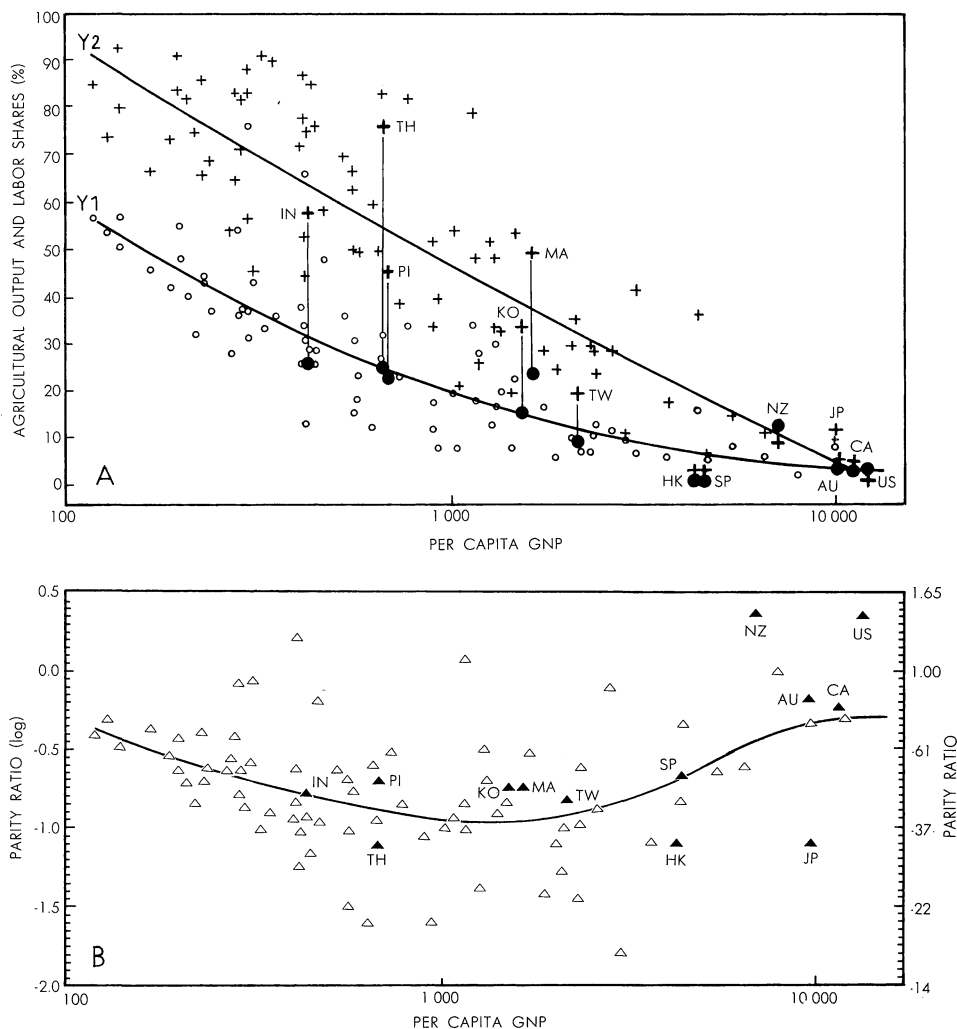 100
90
80
70
60
50
40
30
20
10
0
AGRICULTURAL OUTPUT AND LABOR SHARES (%)
Y2
Y1
TH
IN
PI
MA
KO
TW
NZ
JP
CA
HK
SP
AU
US
A
100
1 000
10 000
PER CAPITA GNP
0.5
0.0
-0.5
-1.0
-1.5
-2.0
PARITY RATIO (log)
1.65
1.00
-61
-37
-22
-14
PARITY RATIO
NZ
US
AU
CA
SP
IN
PI
KO
MA
TW
TH
HK
JP
B
100
1 000
10 000
PER CAPITA GNP